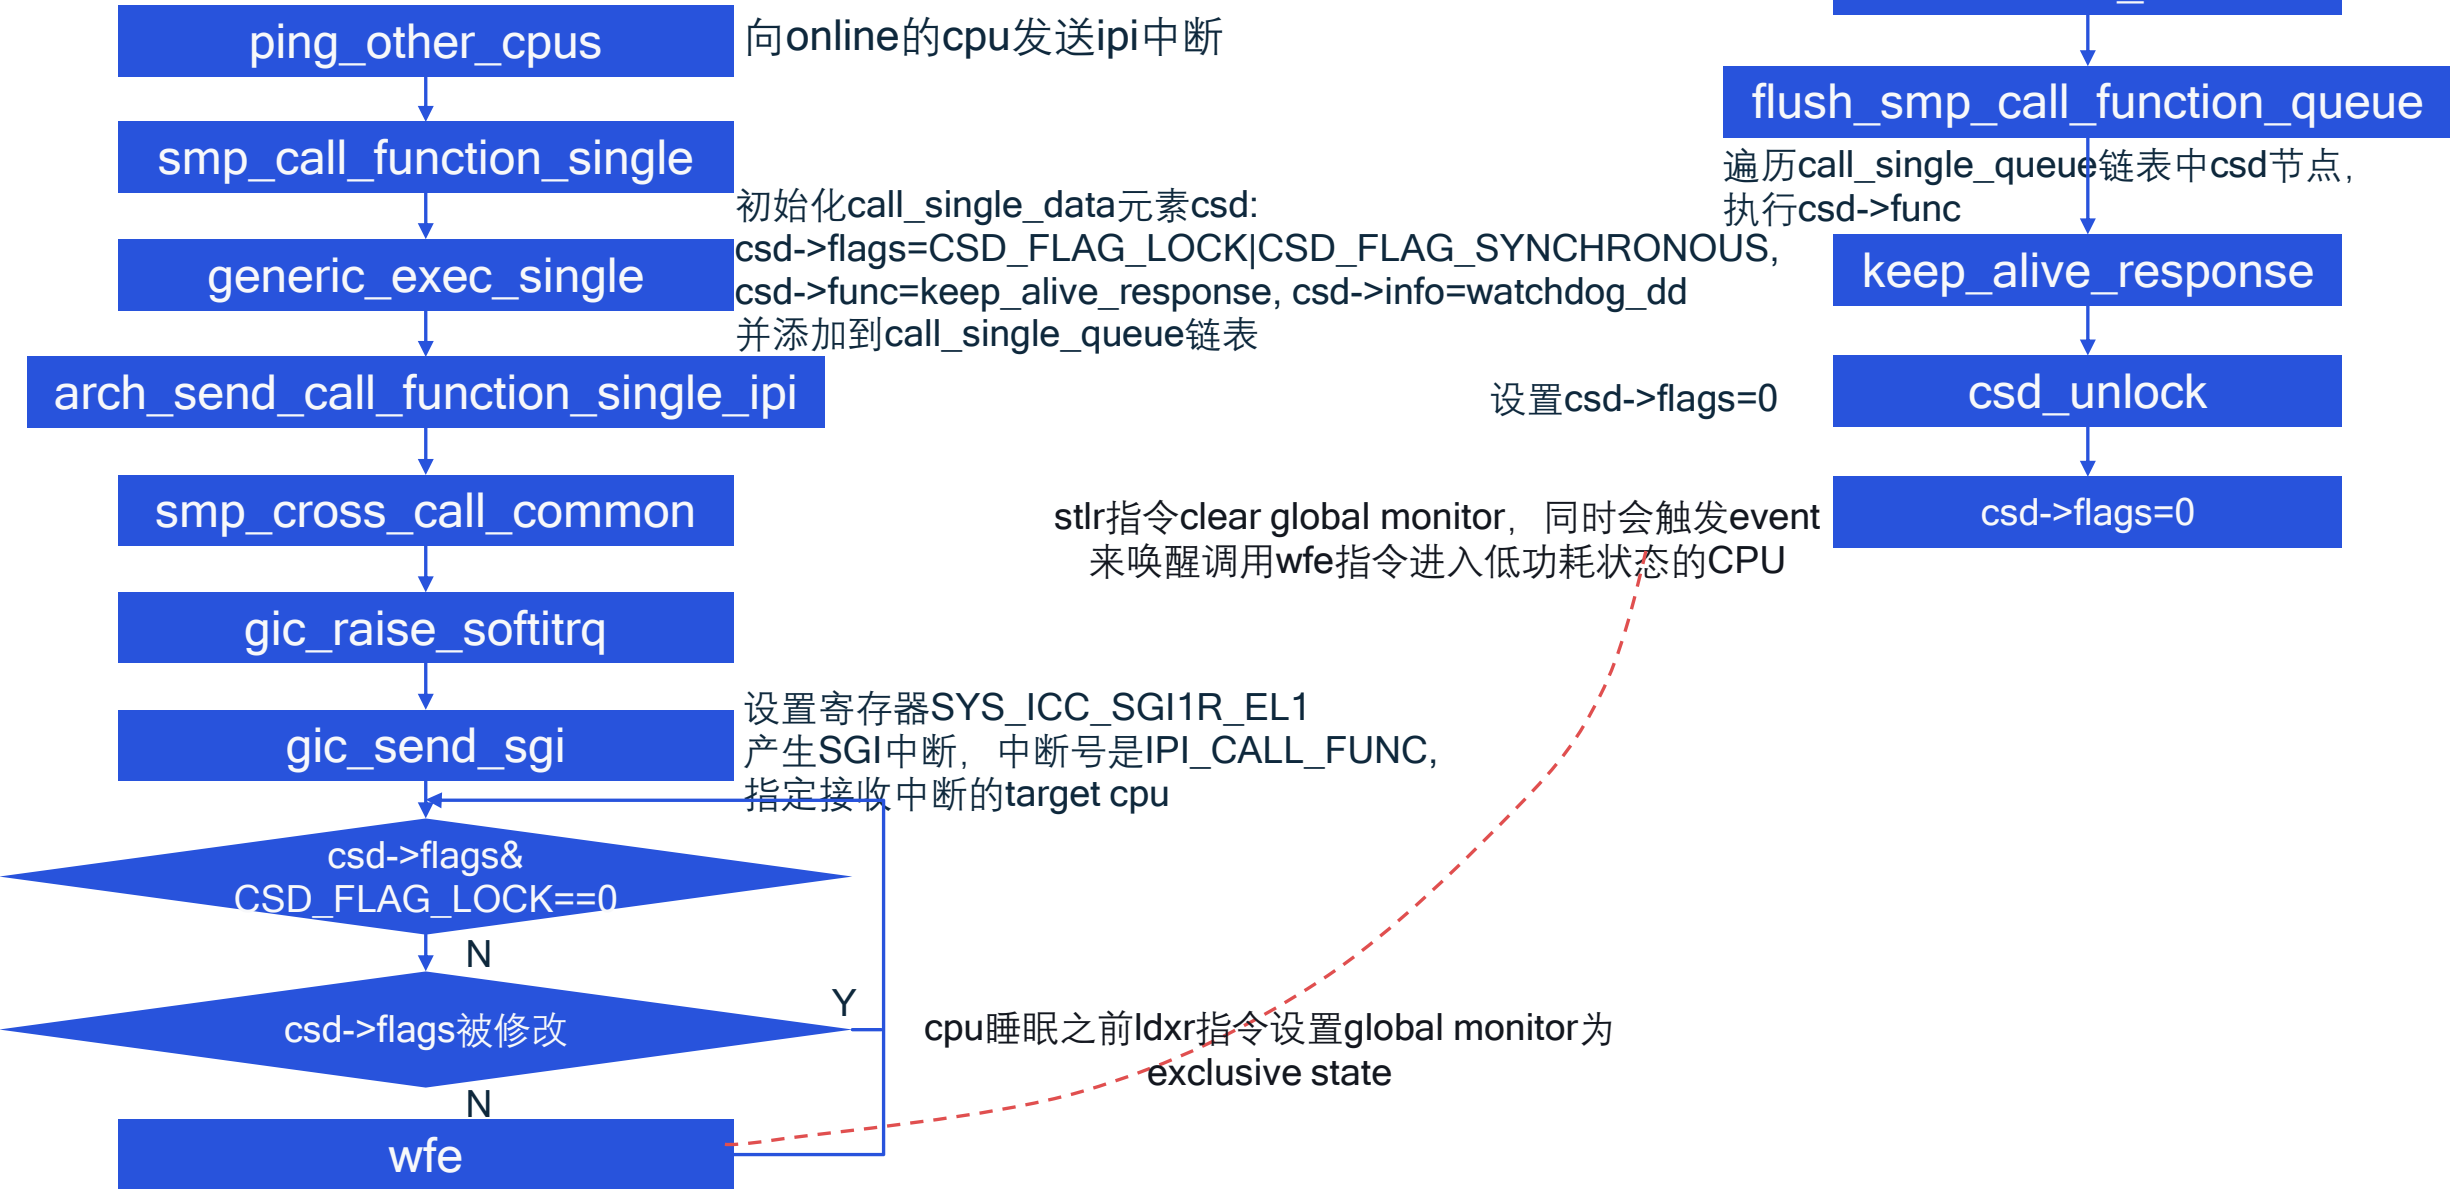 ping_other_cpus
向online的cpu发送ipi中断
smp_call_function_single
初始化call_single_data元素csd:
csd->flags=CSD_FLAG_LOCK|CSD_FLAG_SYNCHRONOUS,
generic_exec_single
csd->func=keep_alive_response, csd->info=watchdog_dd
并添加到call_single_queue链表
arch_send_call_function_single_ipi
smp_cross_call_common
gic_raise_softitrq
gic_send_sgi
设置寄存器SYS_ICC_SGI1R_EL1
产生SGI中断，中断号是IPI_CALL_FUNC,
指定接收中断的target cpu
csd->flags&
CSD_FLAG_LOCK==0
N
csd->flags被修改
Y
N
wfe
cpu睡眠之前ldxr指令设置global monitor为
exclusive state
flush_smp_call_function_queue
遍历call_single_queue链表中csd节点，
执行csd->func
keep_alive_response
csd_unlock
设置csd->flags=0
csd->flags=0
stlr指令clear global monitor，同时会触发event
来唤醒调用wfe指令进入低功耗状态的CPU